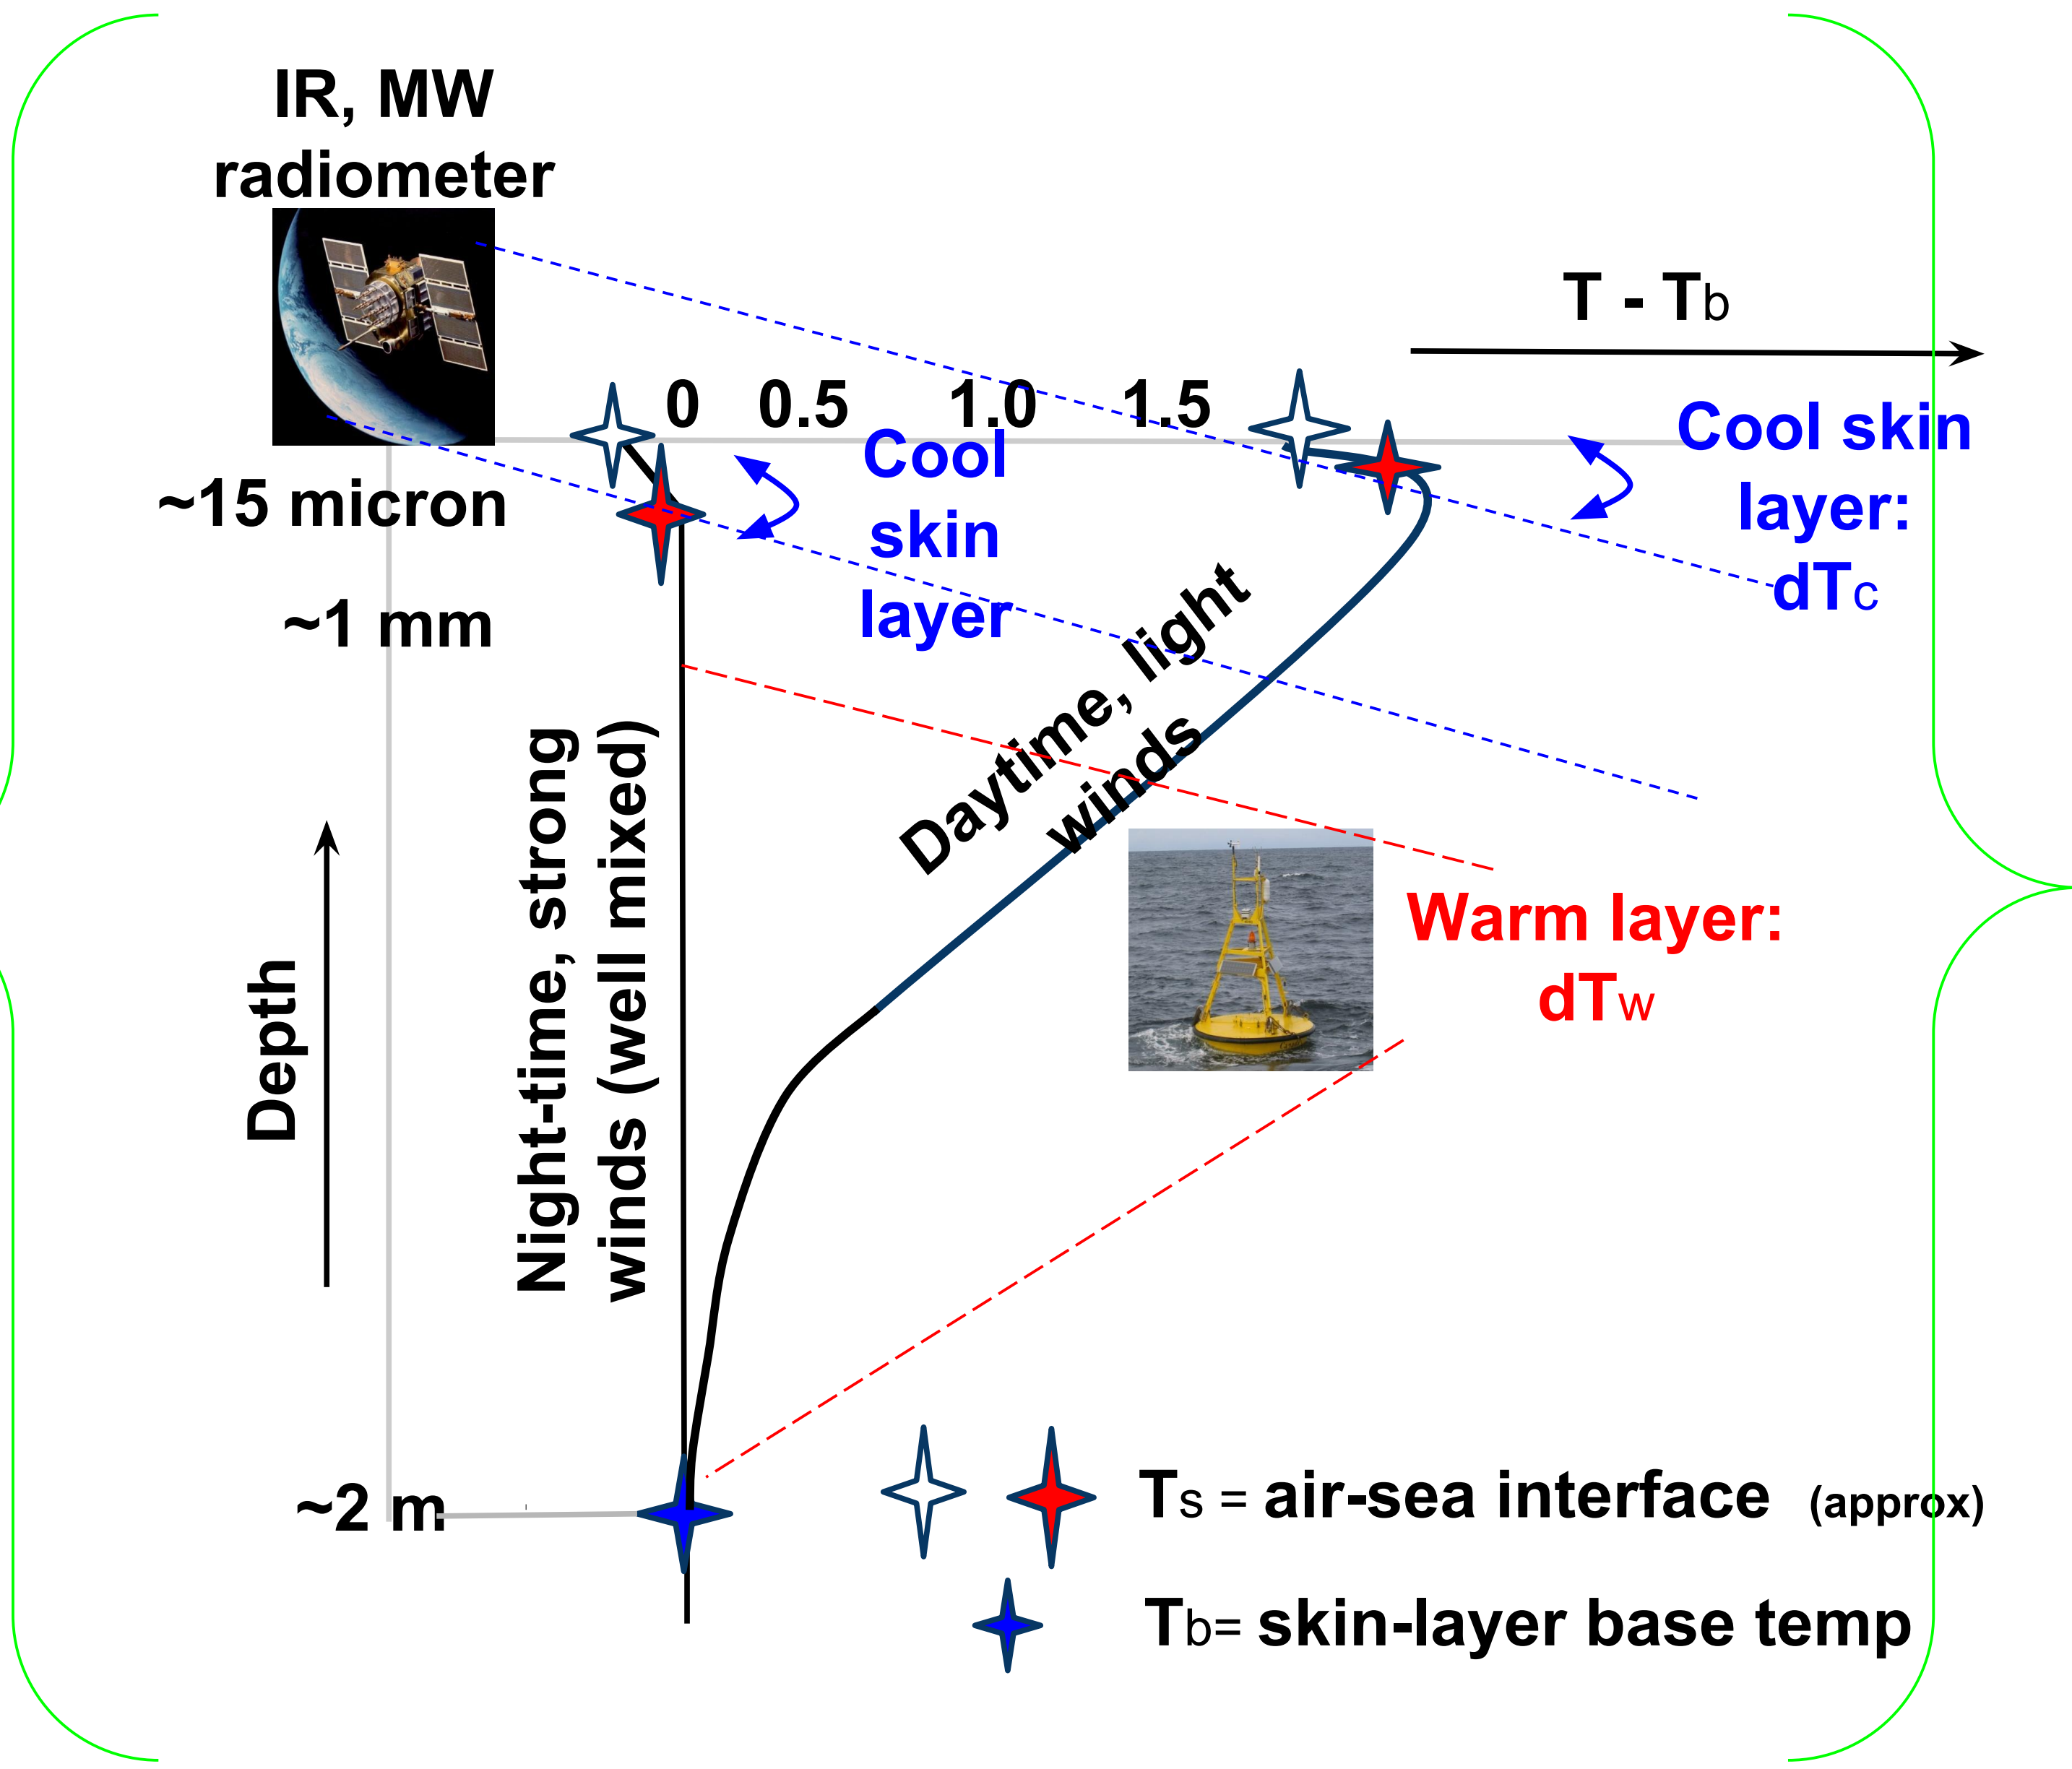 IR, MW
radiometer
T - Tb
0 0.5 1.0 1.5
Cool
skin
layer
Cool skin
layer:
dTc
~15 micron
~1 mm
Daytime, light
winds
Night-time, strong
winds (well mixed)
Depth
Warm layer:
dTw
~2 m
Ts = air-sea interface (approx)
Tb= skin-layer base temp